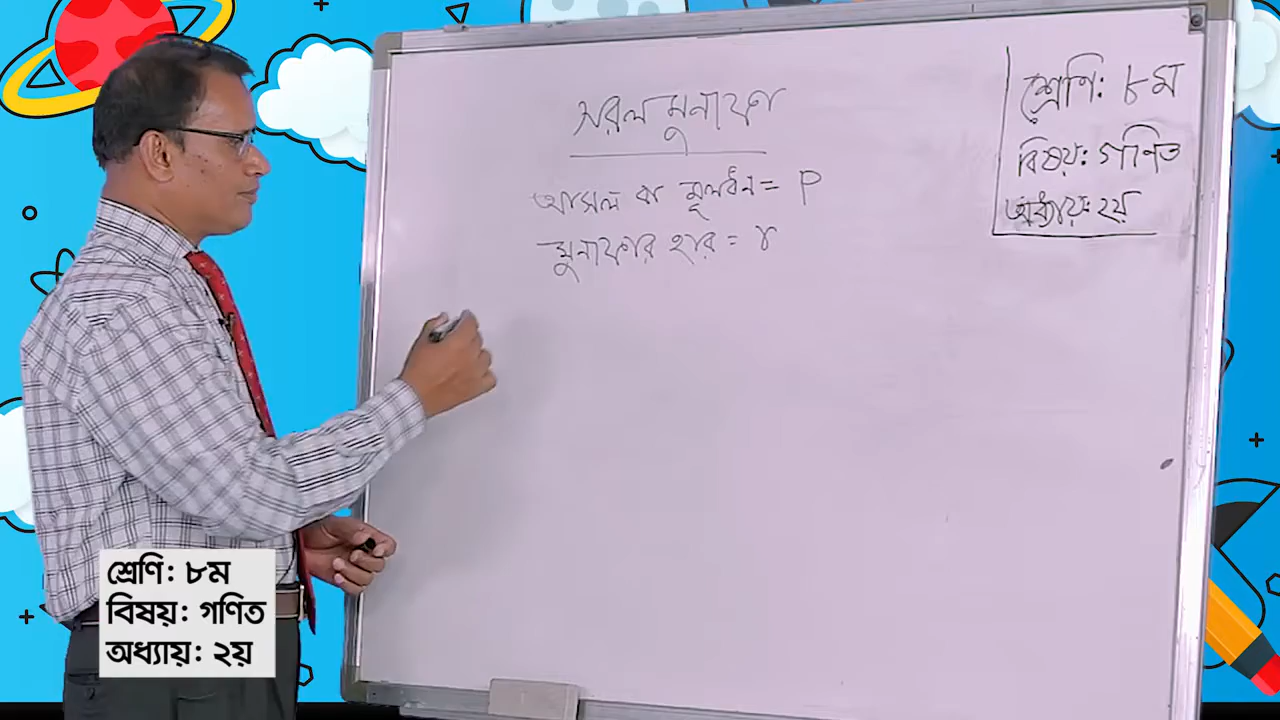 সরল মুনাফা
আসল বা মূলধন = P
মুনাফার হার = r
শ্রেণি: ৮ম
বিষয়: গণিত
অধ্যায়: ২য়
শ্রেণি: ৮ম
বিষয়: গণিত
অধ্যায়: ২য়